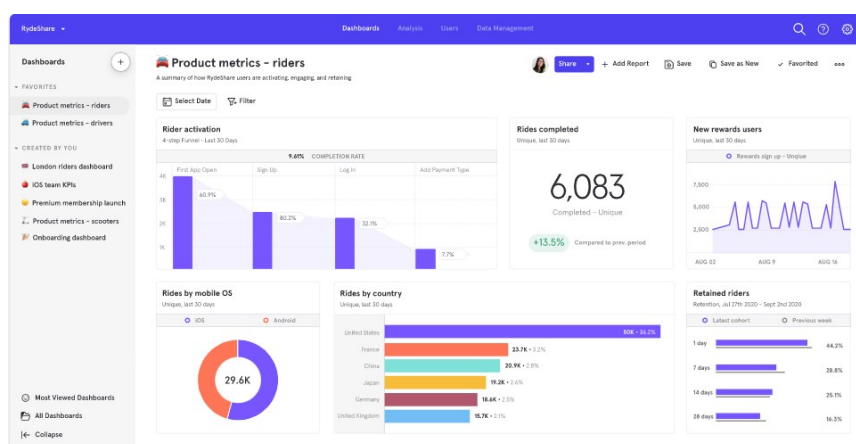 RydeShare
Dashboards Analysis Users Data Management
Dashboards
+
FAVORITES
Product metrics - riders
Product metrics - drivers
CREATED BY YOU
London riders dashboard
iOS team KPIs
Premium membership launch
Product metrics - scooters
Onboarding dashboard
Most Viewed Dashboards
All Dashboards
Collapse
Product metrics - riders
A summary of how RydeShare users are activating, engaging, and retaining
Share + Add Report Save Save as New Favorited
Select Date Filter
Rider activation
4-step Funnel - Last 30 Days
9.61% COMPLETION RATE
First App Open Sign Up Log In Add Payment Type
4K
3K
2K
1K
60.9%
80.2%
32.1%
7.7%
Rides completed
Unique, last 30 days
6,083
Completed - Unique
+13.5% Compared to prev. period
New rewards users
Unique, last 30 days
Rewards sign up - Unqiue
7,500
5,000
2,500
AUG 02 AUG 9 AUG 16
Rides by mobile OS
Unique, last 30 days
iOS Android
29.6K
Rides by country
Unique, last 30 days
United States 50K • 36.2%
France 23.7K • 3.2%
China 20.9K • 2.8%
Japan 19.2K • 2.6%
Germany 18.6K • 2.5%
United Kingdom 15.7K • 2.1%
Retained riders
Retention, Jul 27th 2020 - Sept 2nd 2020
Latest cohort Previous week
1 day 44.2%
7 days 28.8%
14 days 25.1%
28 days 16.3%